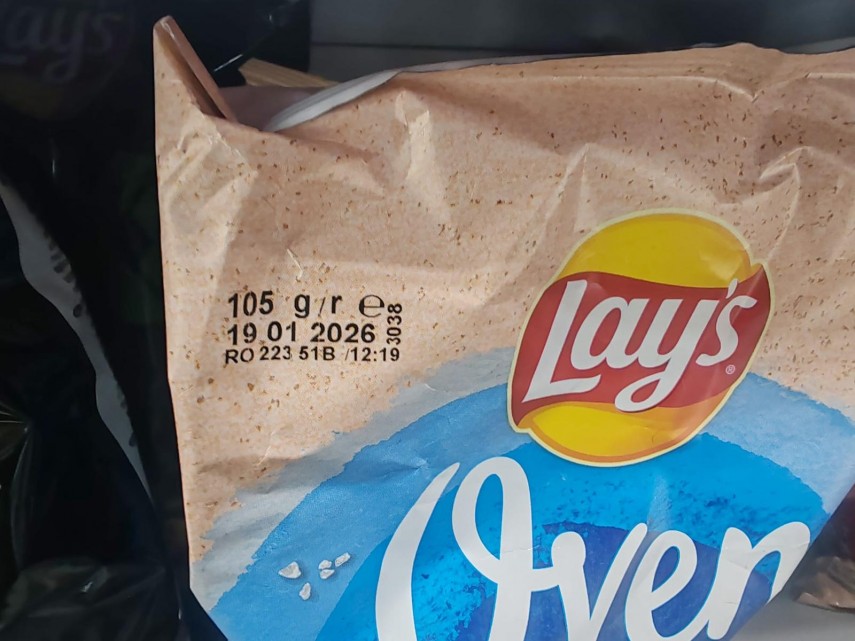 105 g/r ℮
19 01 2026
3038
RO 223 51B /12:19
Lay's
®
Oven